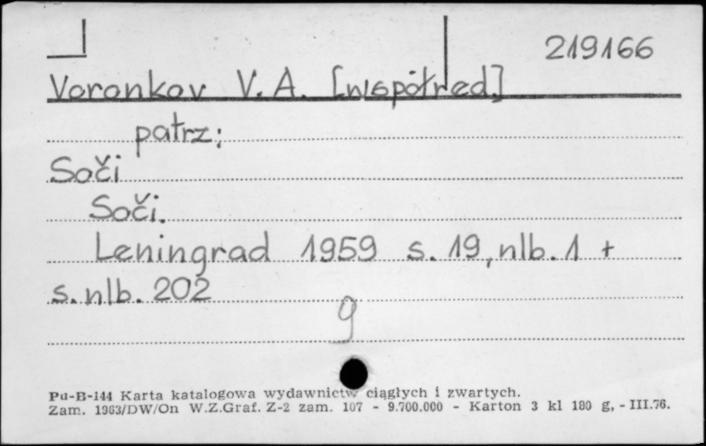 219166
Voronkov V. A. [współred.]
patrz:
Soči
Soči.
Leningrad 1959 s. 19, nlb. 1 +
s. nlb. 202
g
Pu-B-144 Karta katalogowa wydawnictw ciągłych i zwartych.
Zam. 1963/DW/On W.Z.Graf. Z-2 zam. 107 - 9.700.000 - Karton 3 kl 180 g, - III.76.